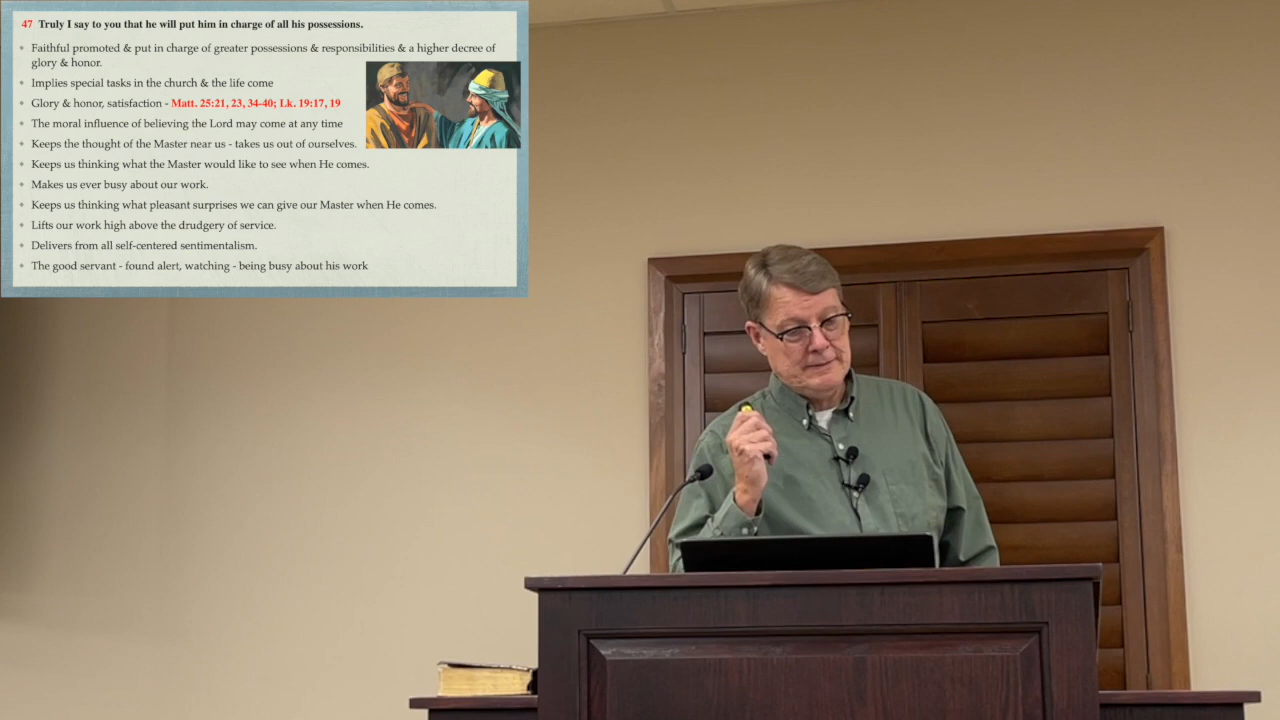 47 Truly I say to you that he will put him in charge of all his possessions.
Faithful promoted & put in charge of greater possessions & responsibilities & a higher decree of
glory & honor.
Implies special tasks in the church & the life come
Glory & honor, satisfaction - Matt. 25:21, 23, 34-40; Lk. 19:17, 19
The moral influence of believing the Lord may come at any time
Keeps the thought of the Master near us - takes us out of ourselves.
Keeps us thinking what the Master would like to see when He comes.
Makes us ever busy about our work.
Keeps us thinking what pleasant surprises we can give our Master when He comes.
Lifts our work high above the drudgery of service.
Delivers from all self-centered sentimentalism.
The good servant - found alert, watching - being busy about his work